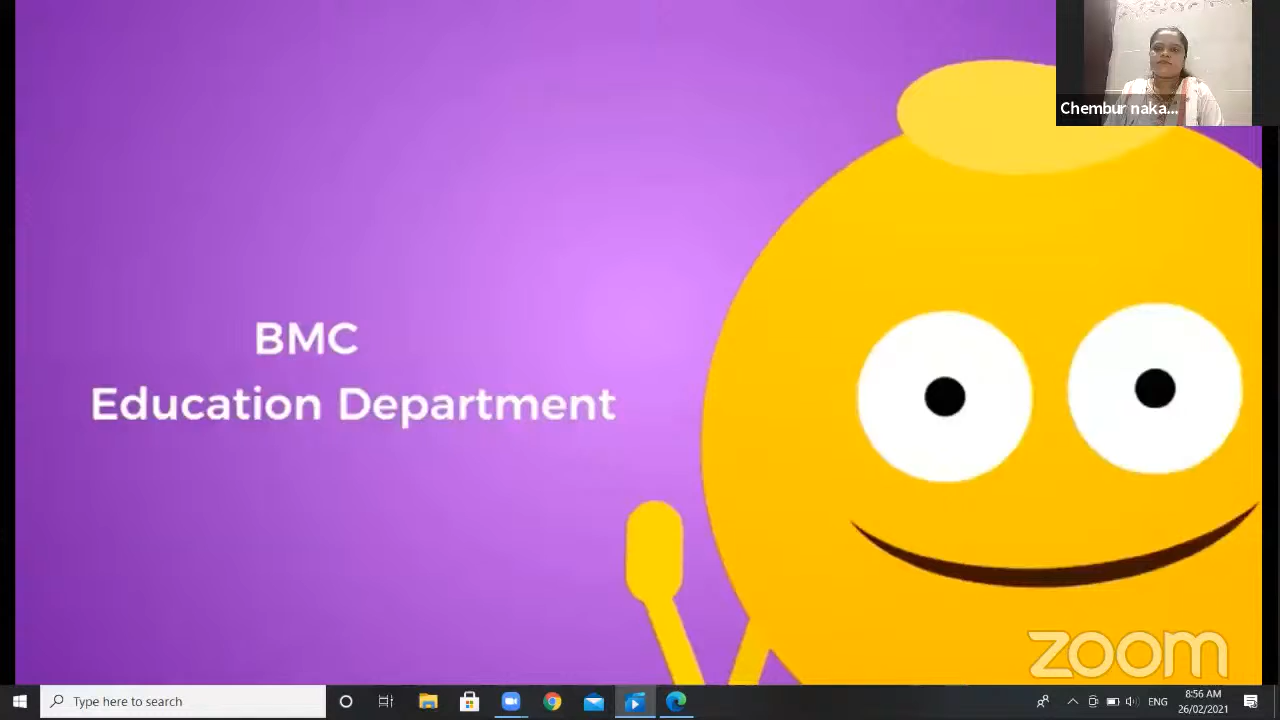 Chembur naka...
BMC
Education Department
zoom
Type here to search
ENG
8:56 AM
26/02/2021